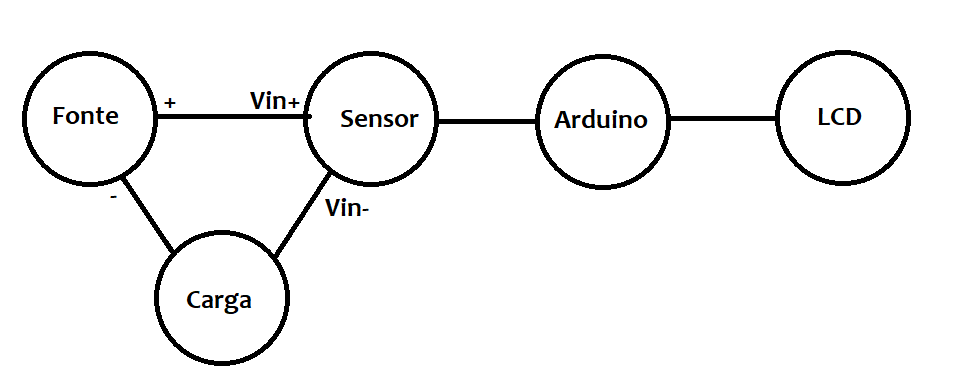 Fonte
+
Vin+
Sensor
Arduino
LCD
-
Vin-
Carga